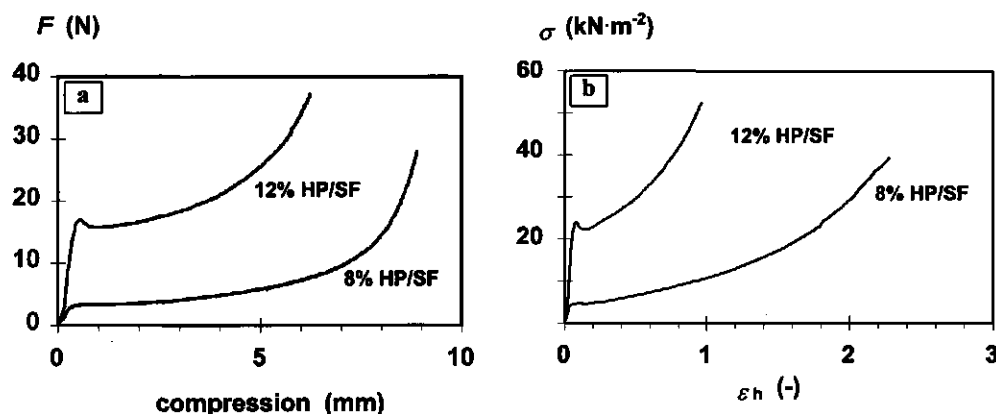 F (N)
40
30
20
10
0
a
12% HP/SF
8% HP/SF
0 5 10
compression (mm)
σ (kN·m⁻²)
60
40
20
b
12% HP/SF
8% HP/SF
0 1 2 3
εh (-)